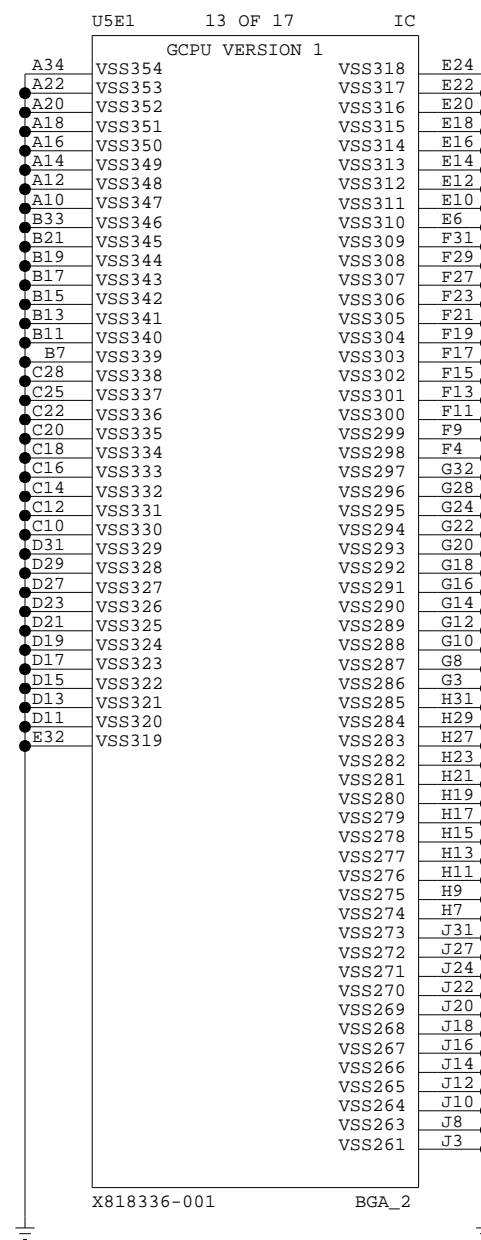 U5E1 13 OF 17 IC
GCPU VERSION 1
A34 VSS354 VSS318 E24
A22 VSS353 VSS317 E22
A20 VSS352 VSS316 E20
A18 VSS351 VSS315 E18
A16 VSS350 VSS314 E16
A14 VSS349 VSS313 E14
A12 VSS348 VSS312 E12
A10 VSS347 VSS311 E10
B33 VSS346 VSS310 E6
B21 VSS345 VSS309 F31
B19 VSS344 VSS308 F29
B17 VSS343 VSS307 F27
B15 VSS342 VSS306 F23
B13 VSS341 VSS305 F21
B11 VSS340 VSS304 F19
B7 VSS339 VSS303 F17
C28 VSS338 VSS302 F15
C25 VSS337 VSS301 F13
C22 VSS336 VSS300 F11
C20 VSS335 VSS299 F9
C18 VSS334 VSS298 F4
C16 VSS333 VSS297 G32
C14 VSS332 VSS296 G28
C12 VSS331 VSS295 G24
C10 VSS330 VSS294 G22
D31 VSS329 VSS293 G20
D29 VSS328 VSS292 G18
D27 VSS327 VSS291 G16
D23 VSS326 VSS290 G14
D21 VSS325 VSS289 G12
D19 VSS324 VSS288 G10
D17 VSS323 VSS287 G8
D15 VSS322 VSS286 G3
D13 VSS321 VSS285 H31
D11 VSS320 VSS284 H29
E32 VSS319 VSS283 H27
VSS282 H23
VSS281 H21
VSS280 H19
VSS279 H17
VSS278 H15
VSS277 H13
VSS276 H11
VSS275 H9
VSS274 H7
VSS273 J31
VSS272 J27
VSS271 J24
VSS270 J22
VSS269 J20
VSS268 J18
VSS267 J16
VSS266 J14
VSS265 J12
VSS264 J10
VSS263 J8
VSS261 J3
X818336-001 BGA_2